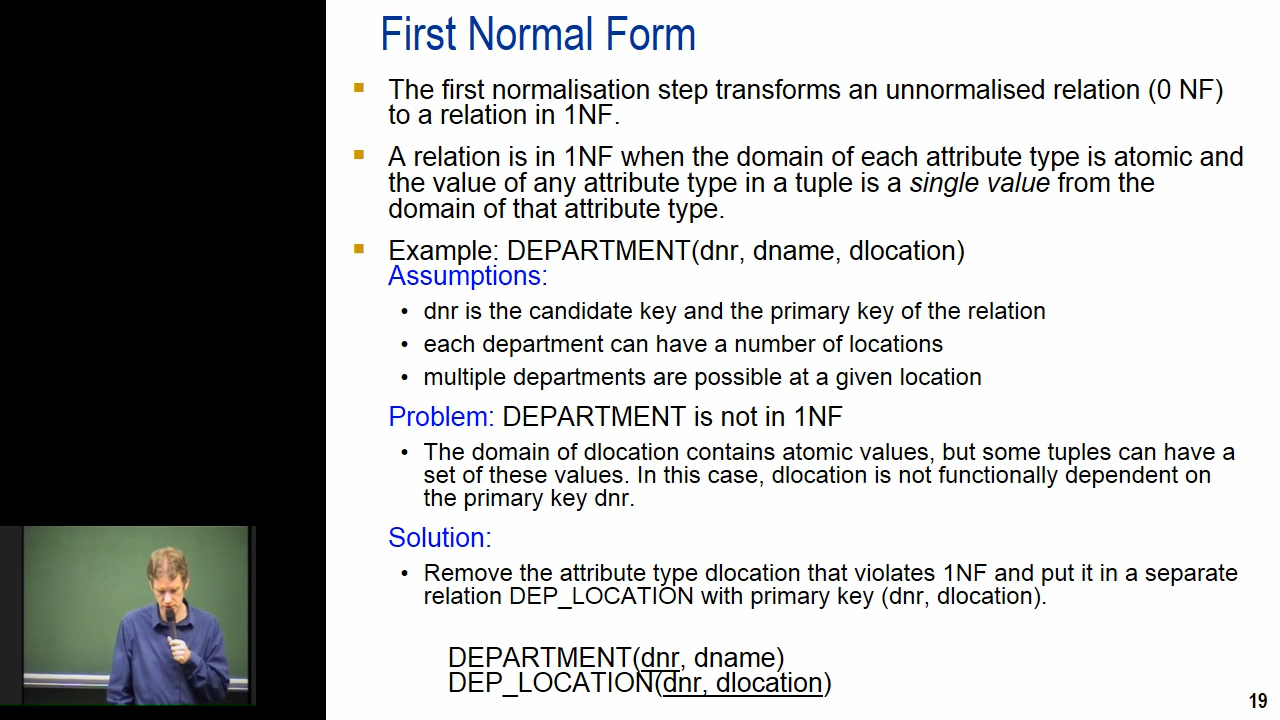 First Normal Form
The first normalisation step transforms an unnormalised relation (0 NF)
to a relation in 1NF.
A relation is in 1NF when the domain of each attribute type is atomic and
the value of any attribute type in a tuple is a single value from the
domain of that attribute type.
Example: DEPARTMENT(dnr, dname, dlocation)
Assumptions:
• dnr is the candidate key and the primary key of the relation
• each department can have a number of locations
• multiple departments are possible at a given location
Problem: DEPARTMENT is not in 1NF
• The domain of dlocation contains atomic values, but some tuples can have a
set of these values. In this case, dlocation is not functionally dependent on
the primary key dnr.
Solution:
• Remove the attribute type dlocation that violates 1NF and put it in a separate
relation DEP_LOCATION with primary key (dnr, dlocation).
DEPARTMENT(dnr, dname)
DEP_LOCATION(dnr, dlocation)
19